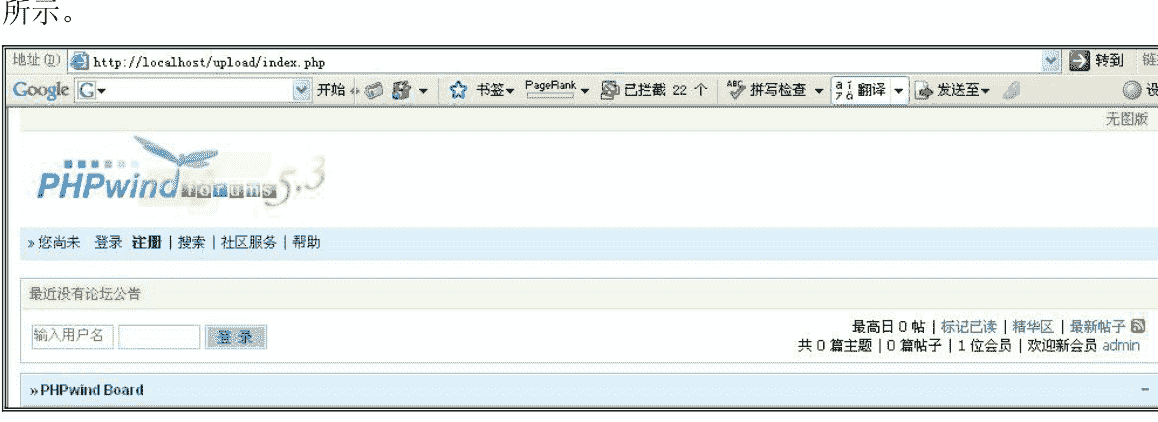 所示。
地址(D) http://localhost/upload/index.php 转到 链
Google G 开始 书签 PageRank 已拦截 22 个 ABC 拼写检查 翻译 发送至 设
无图版
PHPwind forums 5.3
» 您尚未 登录 注册 | 搜索 | 社区服务 | 帮助
最近没有论坛公告
输入用户名 登 录 最高日 0 帖 | 标记已读 | 精华区 | 最新帖子
共 0 篇主题 | 0 篇帖子 | 1 位会员 | 欢迎新会员 admin
» PHPwind Board